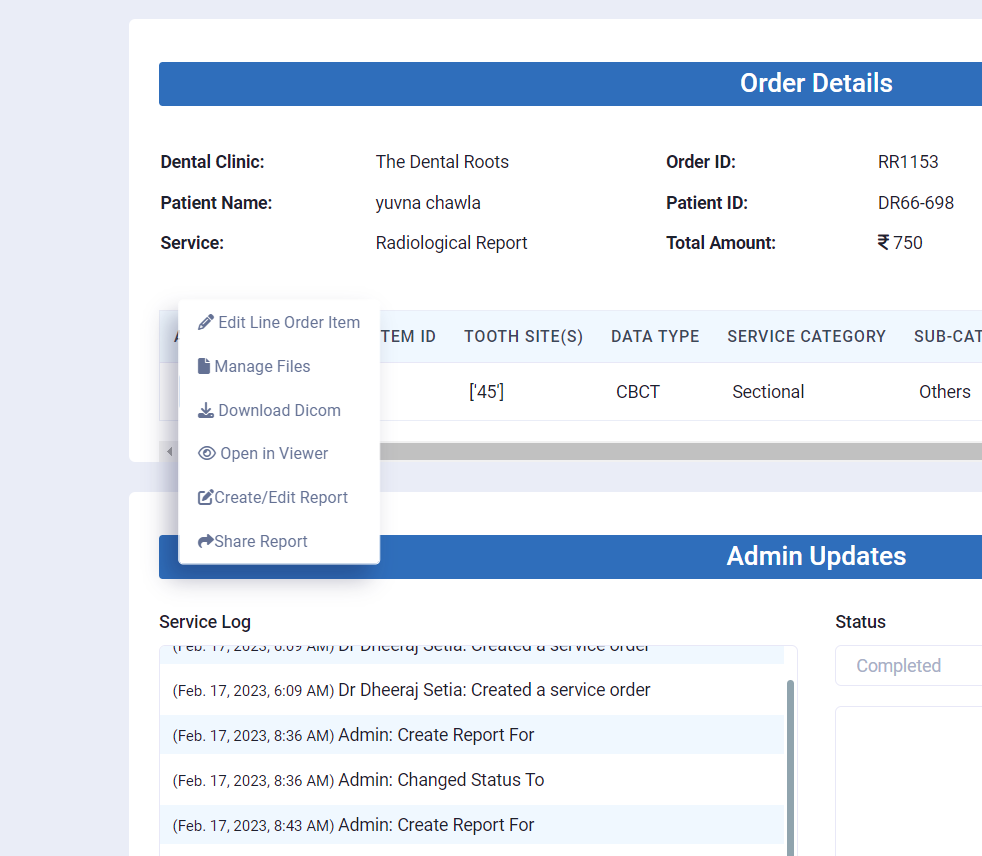 Order Details
Dental Clinic: The Dental Roots Order ID: RR1153
Patient Name: yuvna chawla Patient ID: DR66-698
Service: Radiological Report Total Amount: ₹ 750
TEM ID TOOTH SITE(S) DATA TYPE SERVICE CATEGORY SUB-CAT
['45'] CBCT Sectional Others
Edit Line Order Item
Manage Files
Download Dicom
Open in Viewer
Create/Edit Report
Share Report
Admin Updates
Service Log
(Feb. 17, 2023, 6:09 AM) Dr Dheeraj Setia: Created a service order
(Feb. 17, 2023, 6:09 AM) Dr Dheeraj Setia: Created a service order
(Feb. 17, 2023, 8:36 AM) Admin: Create Report For
(Feb. 17, 2023, 8:36 AM) Admin: Changed Status To
(Feb. 17, 2023, 8:43 AM) Admin: Create Report For
Status
Completed